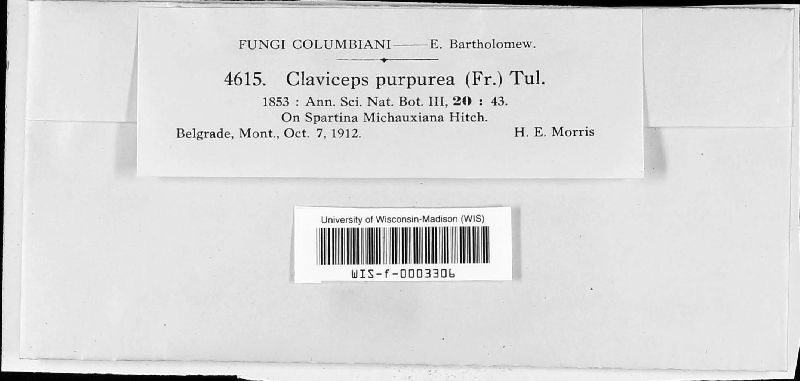 FUNGI COLUMBIANI—E. Bartholomew.
4615. Claviceps purpurea (Fr.) Tul.
1853 : Ann. Sci. Nat. Bot. III, 20 : 43.
On Spartina Michauxiana Hitch.
Belgrade, Mont., Oct. 7, 1912. H. E. Morris
University of Wisconsin-Madison (WIS)
WIS-f-0003306